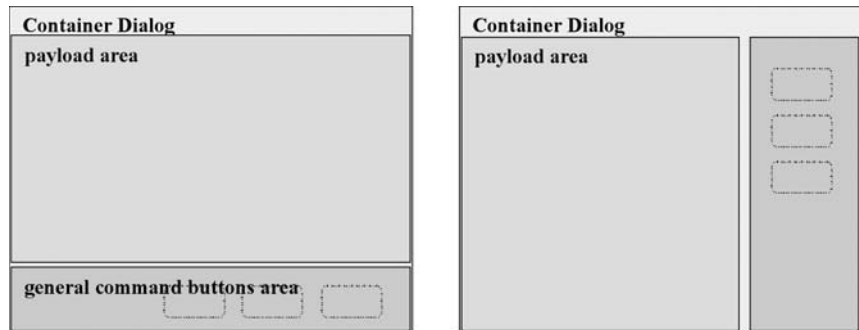 Container Dialog
payload area
general command buttons area
Container Dialog
payload area